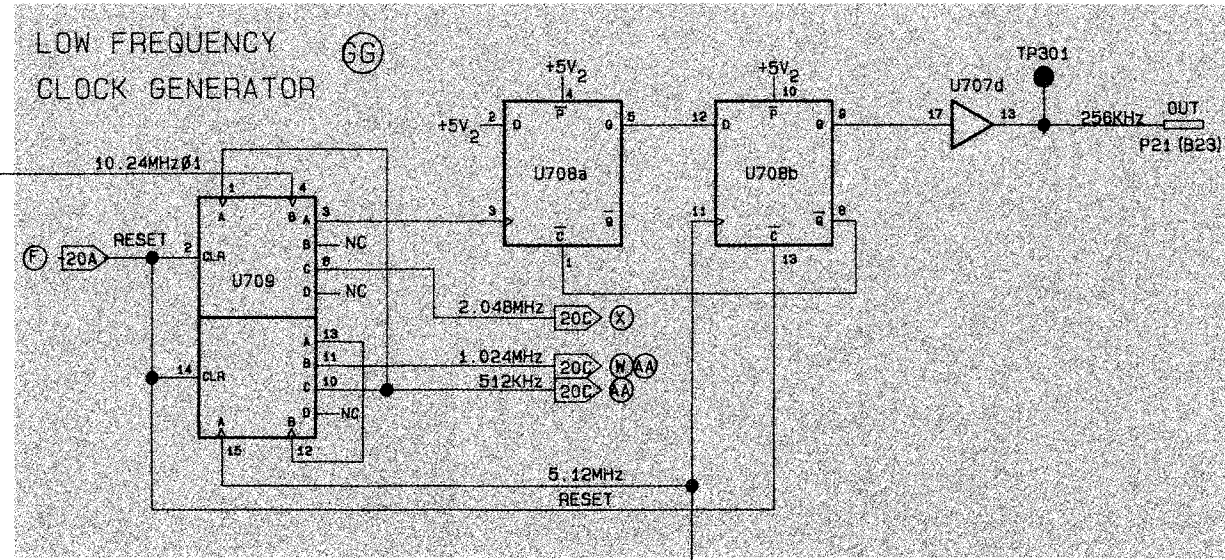 LOW FREQUENCY
CLOCK GENERATOR
GG
TP301
+5V2
+5V2
U707d
OUT
4
10
P
P
2
D
Q
5
12
D
Q
9
17
13
256KHz
P21 (B23)
+5V2
U708a
U708b
10.24MHzØ1
1
4
A
B
A
3
3
Q
11
Q
8
C
C
B
NC
1
13
F
20A
RESET
2
CLR
U709
C
6
D
NC
2.048MHz
20C
X
A
13
B
11
1.024MHz
20C
W
AA
14
CLR
C
10
512KHz
20C
AA
D
NC
A
B
15
12
5.12MHz
RESET